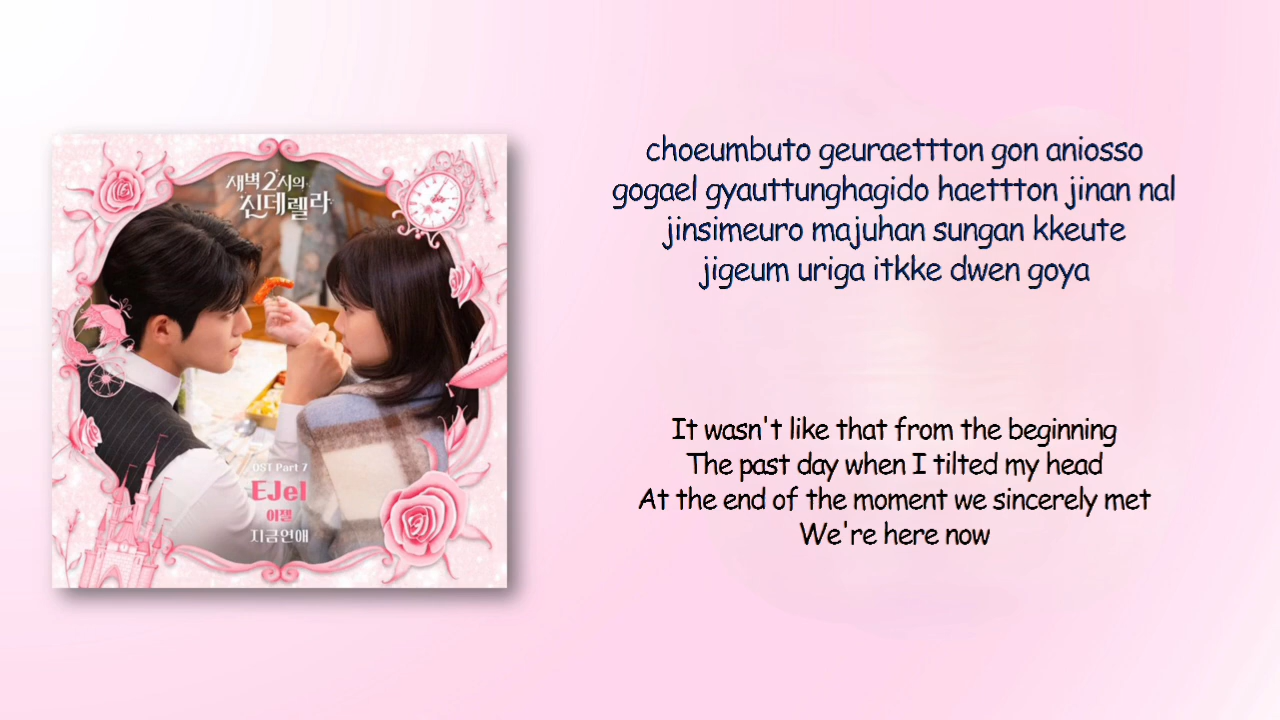 새벽 2시의
신데렐라
OST Part 7
EJel
이젤
지금연애
choeumbuto geuraettton gon aniosso
gogael gyauttunghagido haettton jinan nal
jinsimeuro majuhan sungan kkeute
jigeum uriga itkke dwen goya
It wasn't like that from the beginning
The past day when I tilted my head
At the end of the moment we sincerely met
We're here now